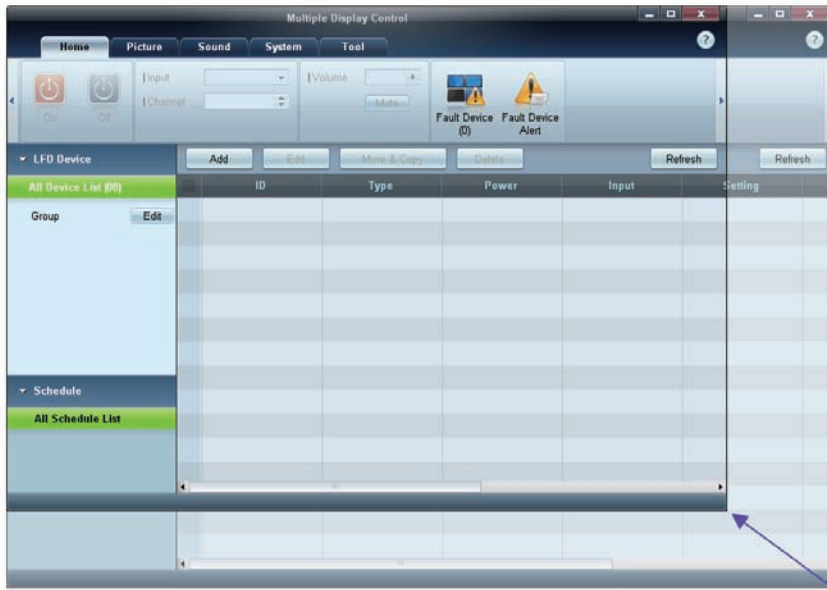 Multiple Display Control
Home Picture Sound System Tool
On Off
Input
Channel
Volume
Mute
Fault Device (0)
Fault Device Alert
LFD Device
Add Edit Move & Copy Delete Refresh Refresh
All Device List (00)
ID Type Power Input Setting
Group Edit
Schedule
All Schedule List